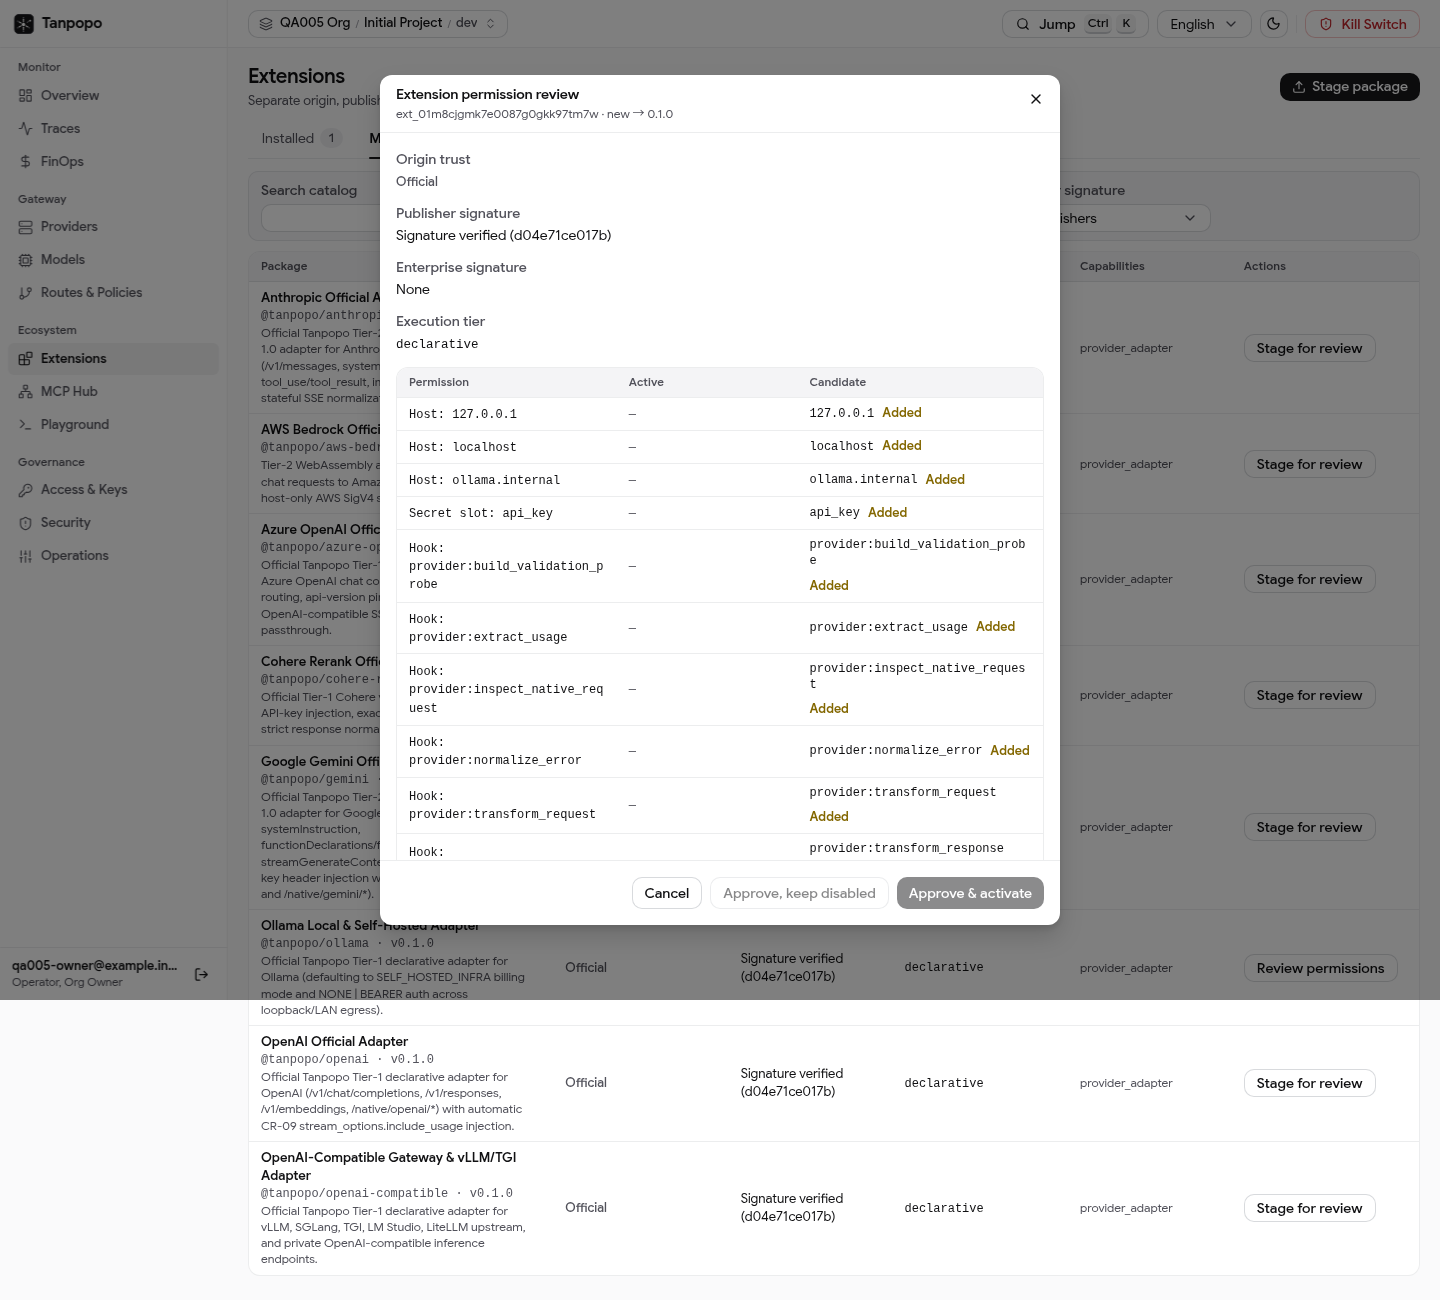 Tanpopo
QA005 Org / Initial Project / dev
Jump Ctrl K
English
Kill Switch
Monitor
Overview
Traces
FinOps
Gateway
Providers
Models
Routes & Policies
Ecosystem
Extensions
MCP Hub
Playground
Governance
Access & Keys
Security
Operations
qa005-owner@example.in...
Operator, Org Owner
Extensions
Separate origin, publish
Stage package
Installed 1
M
Search catalog
signature
ishers
Package
Capabilities
Actions
Anthropic Official A
@tanpopo/anthropi
Official Tanpopo Tier-2
1.0 adapter for Anthro
(/v1/messages, system
tool_use/tool_result, in
stateful SSE normaliza
provider_adapter
Stage for review
AWS Bedrock Offici
@tanpopo/aws-bedr
Tier-2 WebAssembly a
chat requests to Amaz
host-only AWS SigV4 s
provider_adapter
Stage for review
Azure OpenAI Offic
@tanpopo/azure-op
Official Tanpopo Tier-
Azure OpenAI chat co
routing, api-version pi
OpenAI-compatible SS
passthrough.
provider_adapter
Stage for review
Cohere Rerank Offi
@tanpopo/cohere-r
Official Tier-1 Cohere
API-key injection, exac
strict response norma
provider_adapter
Stage for review
Google Gemini Offi
@tanpopo/gemini ·
Official Tanpopo Tier-2
1.0 adapter for Google
systemInstruction,
functionDeclarations/f
streamGenerateConte
key header injection w
and /native/gemini/*).
provider_adapter
Stage for review
Extension permission review
ext_01m8cjgmk7e0087g0gkk97tm7w · new → 0.1.0
Origin trust
Official
Publisher signature
Signature verified (d04e71ce017b)
Enterprise signature
None
Execution tier
declarative
Permission Active Candidate
Host: 127.0.0.1 — 127.0.0.1 Added
Host: localhost — localhost Added
Host: ollama.internal — ollama.internal Added
Secret slot: api_key — api_key Added
Hook:
provider:build_validation_p
robe
—
provider:build_validation_prob
e
Added
Hook:
provider:extract_usage
—
provider:extract_usage Added
Hook:
provider:inspect_native_req
uest
—
provider:inspect_native_reques
t
Added
Hook:
provider:normalize_error
—
provider:normalize_error Added
Hook:
provider:transform_request
—
provider:transform_request
Added
Hook:
provider:transform_response
Cancel
Approve, keep disabled
Approve & activate
Ollama Local & Self-Hosted Adapter
@tanpopo/ollama · v0.1.0
Official Tanpopo Tier-1 declarative adapter for
Ollama (defaulting to SELF_HOSTED_INFRA billing
mode and NONE | BEARER auth across
loopback/LAN egress).
Official
Signature verified
(d04e71ce017b)
declarative
provider_adapter
Review permissions
OpenAI Official Adapter
@tanpopo/openai · v0.1.0
Official Tanpopo Tier-1 declarative adapter for
OpenAI (/v1/chat/completions, /v1/responses,
/v1/embeddings, /native/openai/*) with automatic
CR-09 stream_options.include_usage injection.
Official
Signature verified
(d04e71ce017b)
declarative
provider_adapter
Stage for review
OpenAI-Compatible Gateway & vLLM/TGI
Adapter
@tanpopo/openai-compatible · v0.1.0
Official Tanpopo Tier-1 declarative adapter for
vLLM, SGLang, TGI, LM Studio, LiteLLM upstream,
and private OpenAI-compatible inference
endpoints.
Official
Signature verified
(d04e71ce017b)
declarative
provider_adapter
Stage for review